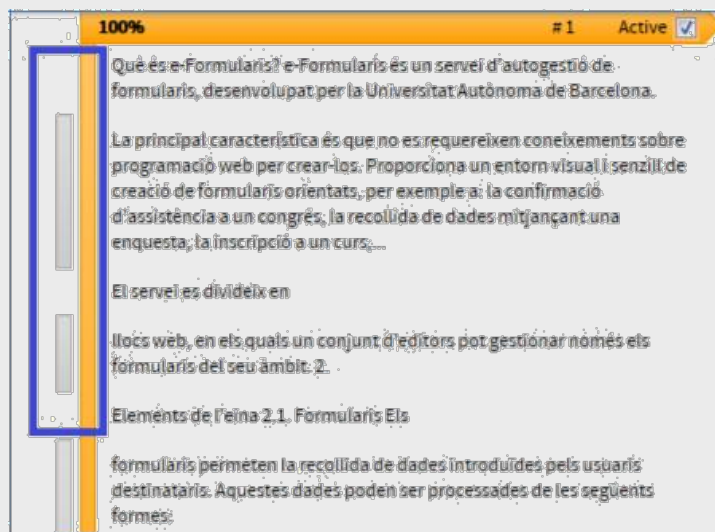 100% #1 Active
Què és e-Formularis? e-Formularis és un servei d'autogestió de
formularis, desenvolupat per la Universitat Autònoma de Barcelona.
La principal característica és que no es requereixen coneixements sobre
programació web per crear-los. Proporciona un entorn visual i senzill de
creació de formularis orientats, per exemple a: la confirmació
d'assistència a un congrés, la recollida de dades mitjançant una
enquesta, la inscripció a un curs,...
El servei es divideix en
llocs web, en els quals un conjunt d'editors pot gestionar només els
formularis del seu àmbit. 2.
Elements de l'eina 2.1. Formularis Els
formularis permeten la recollida de dades introduïdes pels usuaris
destinataris. Aquestes dades poden ser processades de les següents
formes: